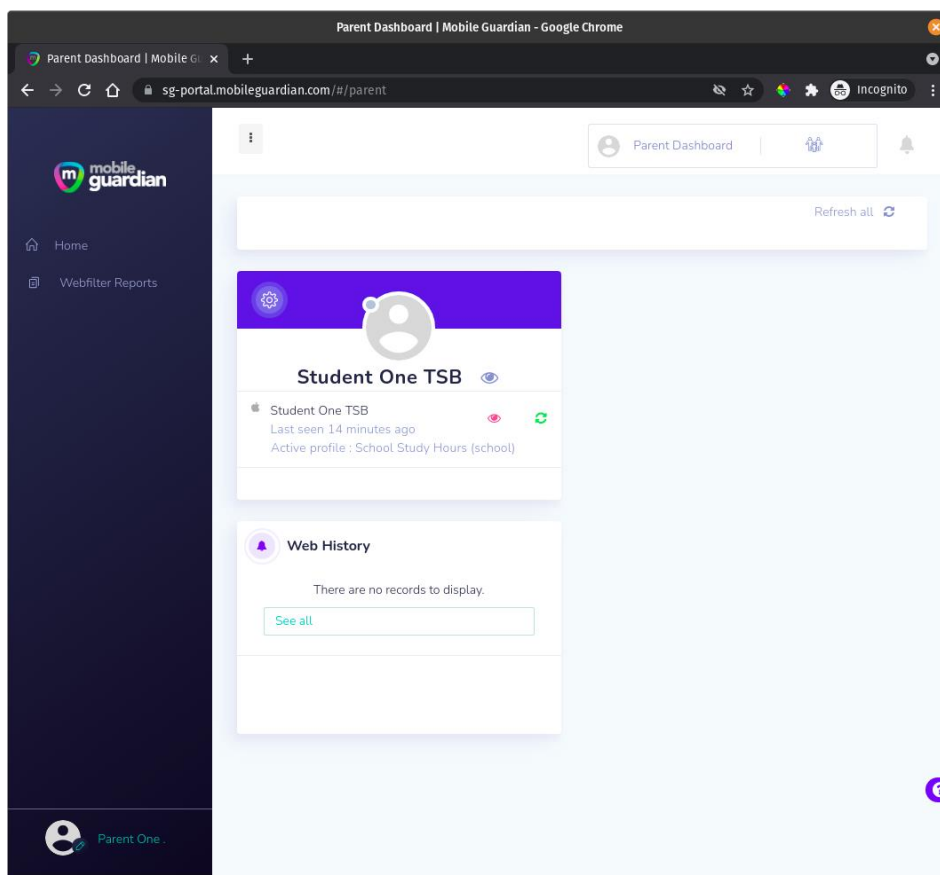 Parent Dashboard | Mobile Guardian - Google Chrome
Parent Dashboard | Mobile Gu
sg-portal.mobileguardian.com/#/parent
Incognito
mobile guardian
Parent Dashboard
Refresh all
Home
Webfilter Reports
Student One TSB
Student One TSB
Last seen 14 minutes ago
Active profile : School Study Hours (school)
Web History
There are no records to display.
See all
Parent One .